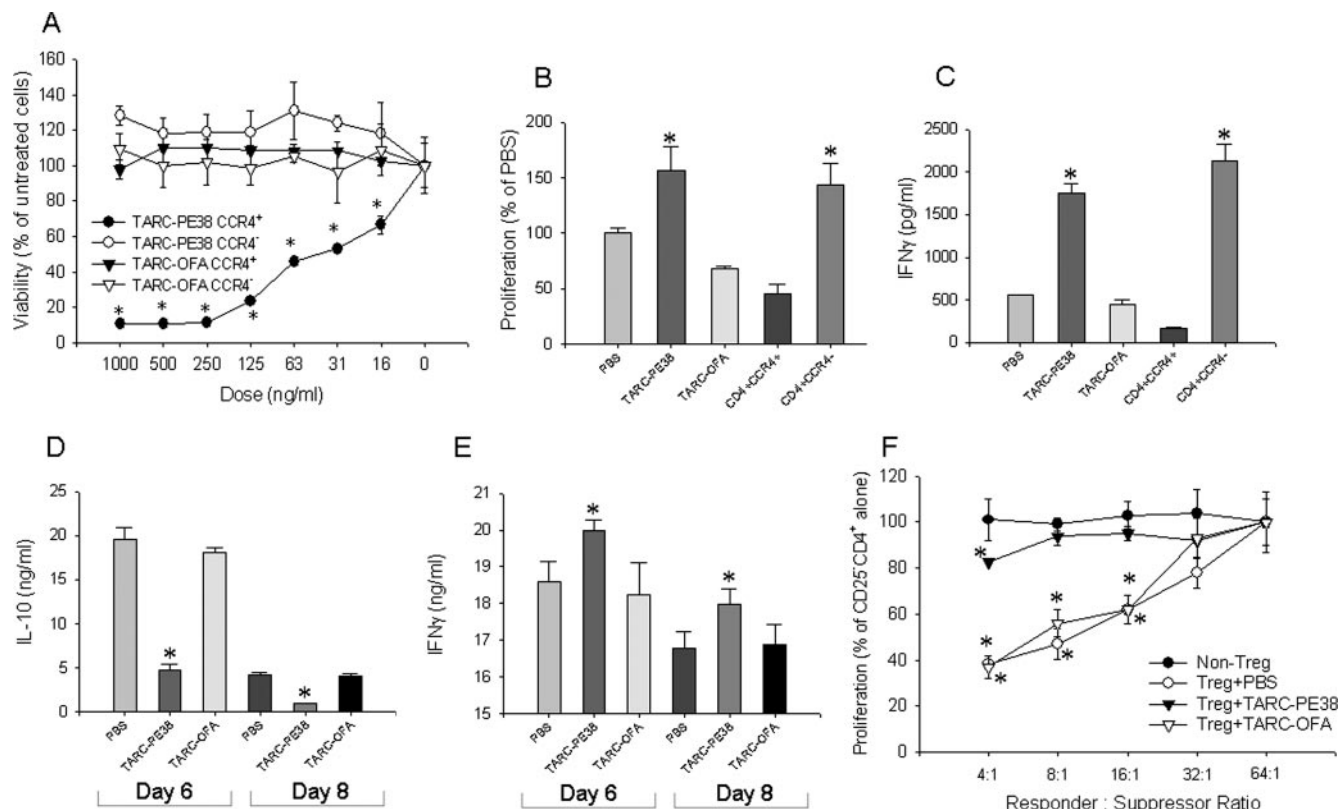 A
Viability (% of untreated cells)
160
140
120
100
80
60
40
20
0
TARC-PE38 CCR4+
TARC-PE38 CCR4-
TARC-OFA CCR4+
TARC-OFA CCR4-
* * * * * * *
1000 500 250 125 63 31 16 0
Dose (ng/ml)
B
Proliferation (% of PBS)
200
150
100
50
0
* *
PBS
TARC-PE38
TARC-OFA
CD4+CCR4+
CD4+CCR4-
C
IFNγ (pg/ml)
2500
2000
1500
1000
500
0
* *
PBS
TARC-PE38
TARC-OFA
CD4+CCR4+
CD4+CCR4-
D
IL-10 (ng/ml)
25
20
15
10
5
0
* *
PBS
TARC-PE38
TARC-OFA
PBS
TARC-PE38
TARC-OFA
Day 6
Day 8
E
IFNγ (ng/ml)
21
20
19
18
17
16
15
* *
PBS
TARC-PE38
TARC-OFA
PBS
TARC-PE38
TARC-OFA
Day 6
Day 8
F
Proliferation (% of CD25-CD4+ alone)
120
100
80
60
40
20
0
* * * * * * *
Non-Treg
Treg+PBS
Treg+TARC-PE38
Treg+TARC-OFA
4:1 8:1 16:1 32:1 64:1
Responder : Suppressor Ratio